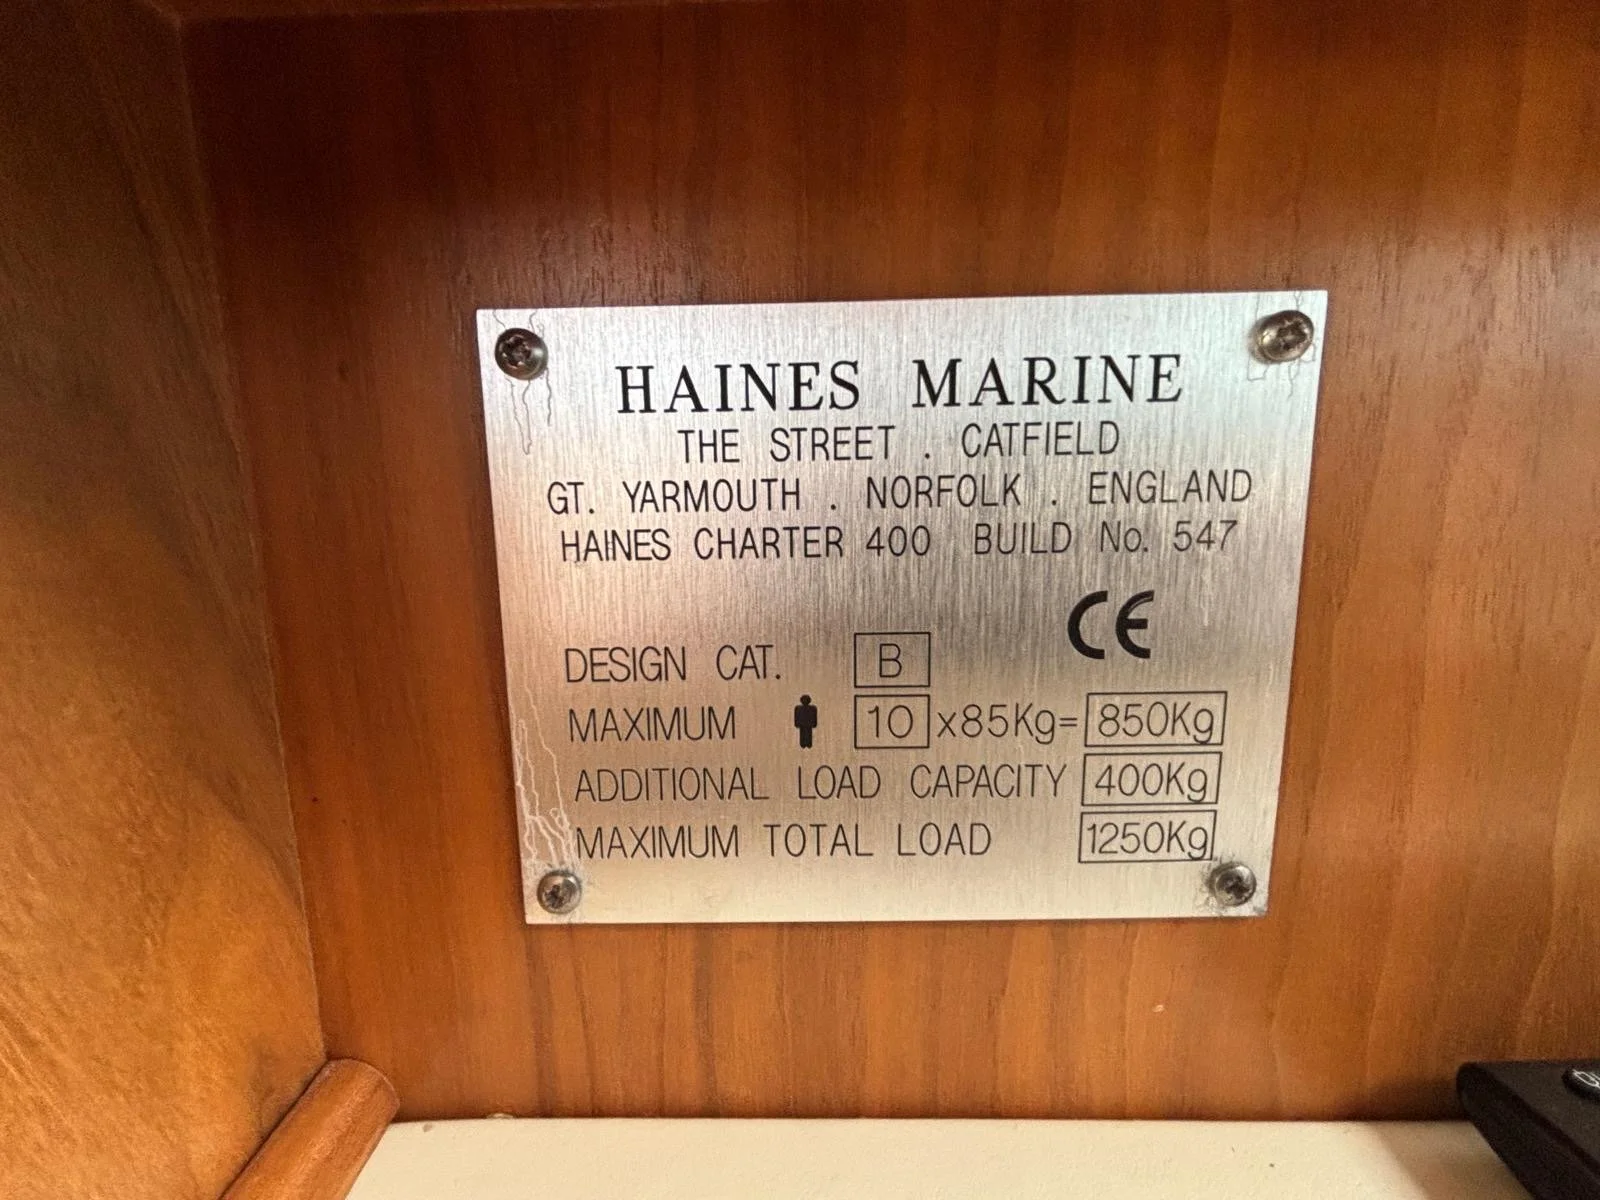 HAINES MARINE
THE STREET . CATFIELD
GT. YARMOUTH . NORFOLK . ENGLAND
HAINES CHARTER 400 BUILD No. 547
CE
DESIGN CAT. B
MAXIMUM 10 x85Kg= 850Kg
ADDITIONAL LOAD CAPACITY 400Kg
MAXIMUM TOTAL LOAD 1250Kg